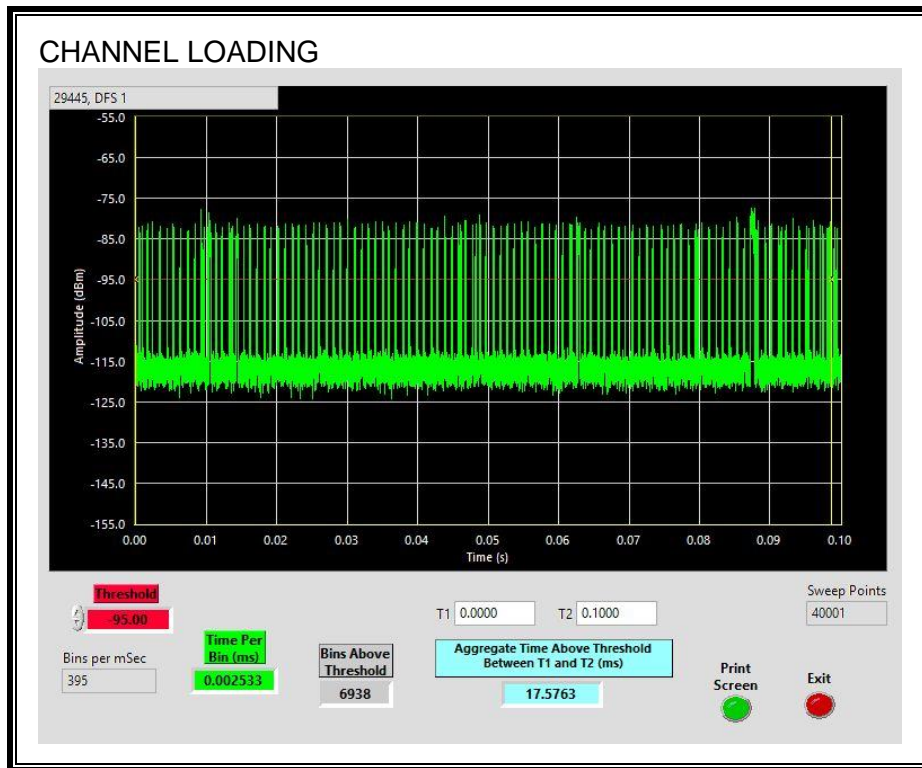 CHANNEL LOADING
29445, DFS 1
-55.0
-65.0
-75.0
-85.0
-95.0
-105.0
-115.0
-125.0
-135.0
-145.0
-155.0
Amplitude (dBm)
0.00 0.01 0.02 0.03 0.04 0.05 0.06 0.07 0.08 0.09 0.10
Time (s)
Threshold
-95.00
Bins per mSec
395
Time Per
Bin (ms)
0.002533
Bins Above
Threshold
6938
T1 0.0000 T2 0.1000
Aggregate Time Above Threshold
Between T1 and T2 (ms)
17.5763
Sweep Points
40001
Print
Screen
Exit